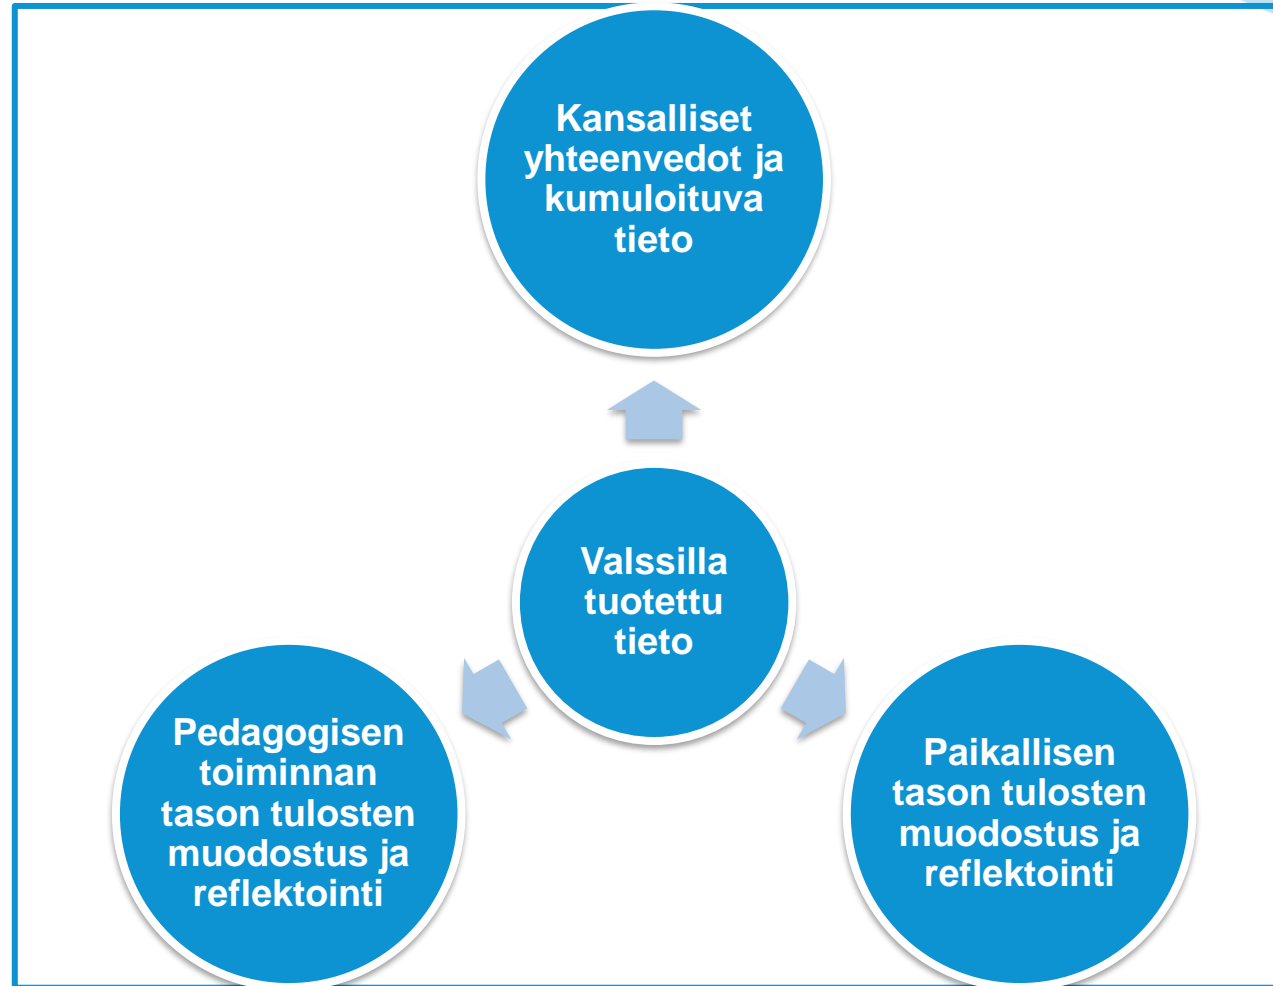 Kansalliset
yhteenvedot ja
kumuloituva
tieto
Valssilla
tuotettu
tieto
Pedagogisen
toiminnan
tason tulosten
muodostus ja
reflektointi
Paikallisen
tason tulosten
muodostus ja
reflektointi